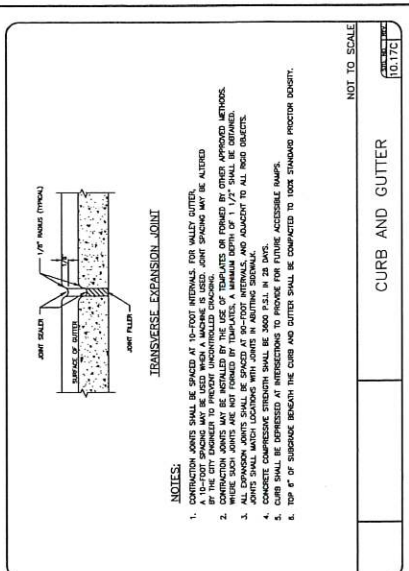 JOINT SEALER
1/8" RADIUS (TYPICAL)
SURFACE OF GUTTER
JOINT FILLER
TRANSVERSE EXPANSION JOINT
NOTES:
1. CONTRACTION JOINTS SHALL BE SPACED AT 10-FOOT INTERVALS. FOR VALLEY GUTTER,
A 10-FOOT SPACING MAY BE USED WHEN A MACHINE IS USED. JOINT SPACING MAY BE ALTERED
BY THE CITY ENGINEER TO PREVENT UNCONTROLLED CRACKING.
2. CONTRACTION JOINTS MAY BE INSTALLED BY THE USE OF TEMPLATES OR FORMED BY OTHER APPROVED METHODS.
WHERE SUCH JOINTS ARE NOT FORMED BY TEMPLATES, A MINIMUM DEPTH OF 1 1/2" SHALL BE OBTAINED.
3. ALL EXPANSION JOINTS SHALL BE SPACED AT 90-FOOT INTERVALS, AND ADJACENT TO ALL RIGID OBJECTS.
JOINTS SHALL MATCH LOCATIONS WITH JOINTS IN ABUTTING SIDEWALK.
4. CONCRETE COMPRESSIVE STRENGTH SHALL BE 3600 P.S.I. IN 28 DAYS.
5. CURB SHALL BE DEPRESSED AT INTERSECTIONS TO PROVIDE FOR FUTURE ACCESSIBLE RAMPS.
6. TOP 6" OF SUBGRADE BENEATH THE CURB AND GUTTER SHALL BE COMPACTED TO 100% STANDARD PROCTOR DENSITY.
NOT TO SCALE
CURB AND GUTTER
STD. NO. REV.
10.17C